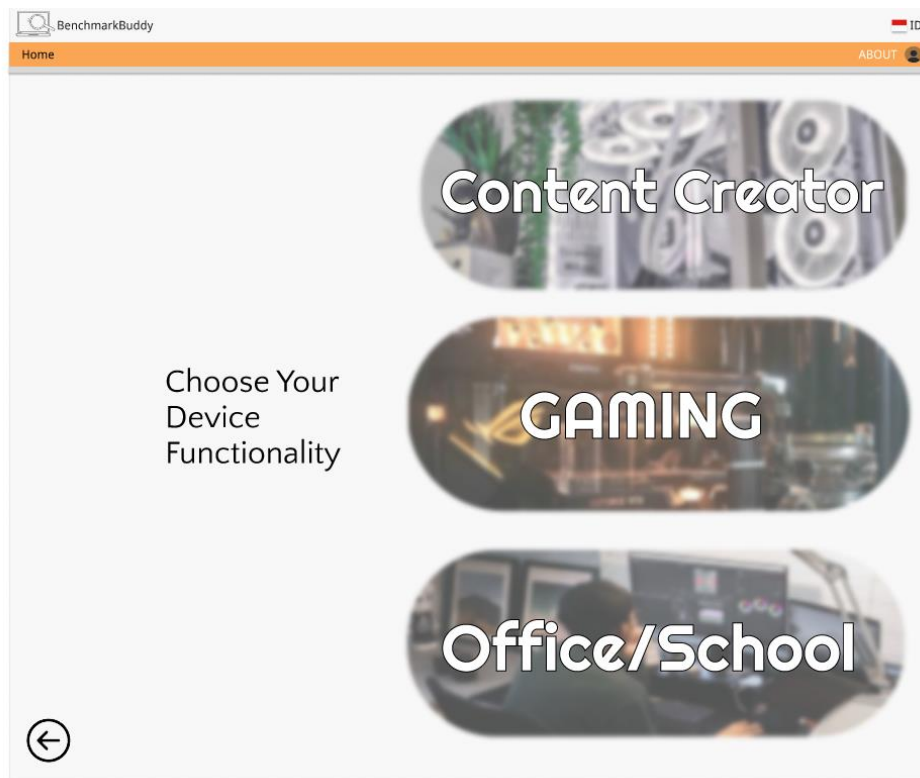 BenchmarkBuddy
ID
Home
ABOUT
Content Creator
Choose Your
Device
Functionality
GAMING
Office/School